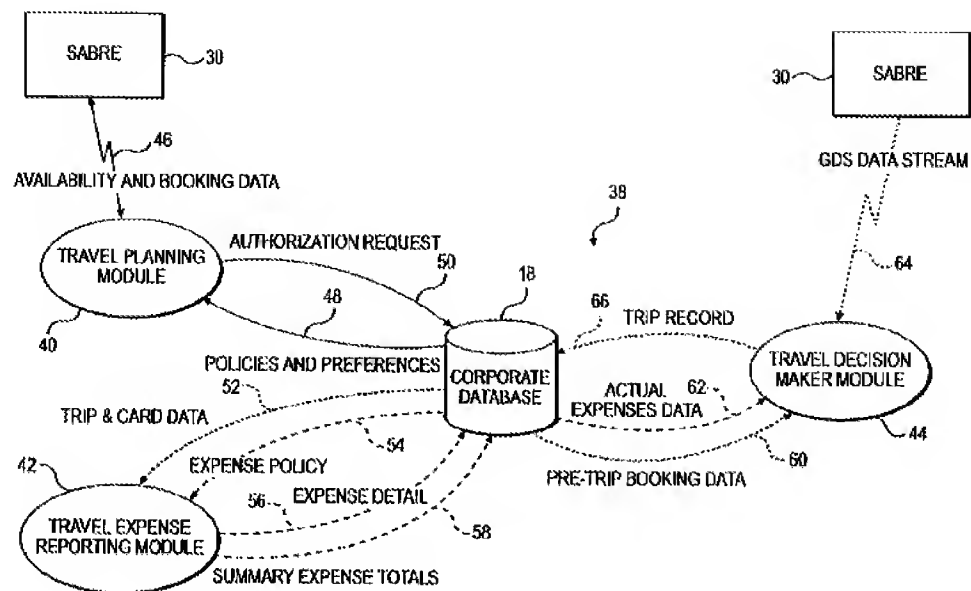 SABRE
30
30
SABRE
46
AVAILABILITY AND BOOKING DATA
GDS DATA STREAM
38
TRAVEL PLANNING
MODULE
AUTHORIZATION REQUEST
50
18
64
40
48
66
TRIP RECORD
POLICIES AND PREFERENCES
CORPORATE
DATABASE
TRAVEL DECISION
MAKER MODULE
52
ACTUAL
EXPENSES DATA
62
TRIP & CARD DATA
54
44
42
EXPENSE POLICY
60
PRE-TRIP BOOKING DATA
EXPENSE DETAIL
56
58
TRAVEL EXPENSE
REPORTING MODULE
SUMMARY EXPENSE TOTALS